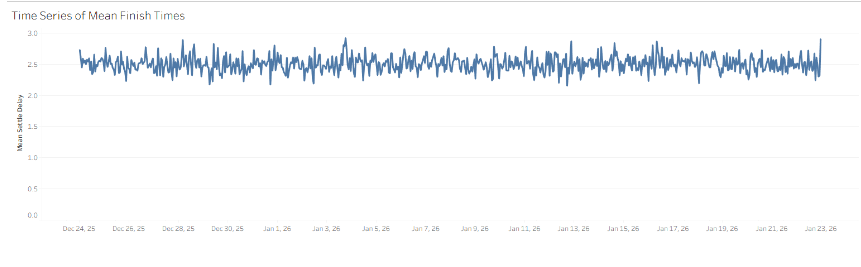 Time Series of Mean Finish Times
3.0
2.5
2.0
1.5
1.0
0.5
0.0
Mean Settle Delay
Dec 24, 25 Dec 26, 25 Dec 28, 25 Dec 30, 25 Jan 1, 26 Jan 3, 26 Jan 5, 26 Jan 7, 26 Jan 9, 26 Jan 11, 26 Jan 13, 26 Jan 15, 26 Jan 17, 26 Jan 19, 26 Jan 21, 26 Jan 23, 26